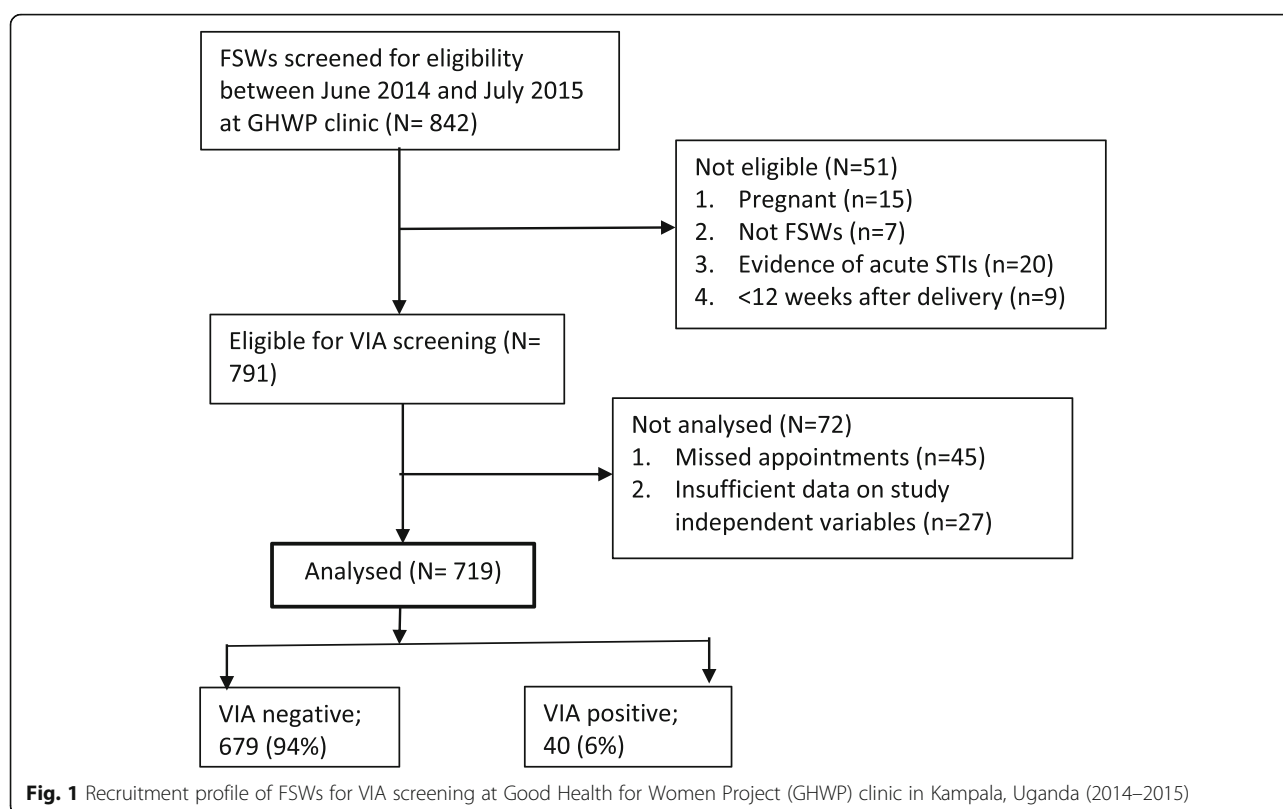 FSWs screened for eligibility
between June 2014 and July 2015
at GHWP clinic (N= 842)
Not eligible (N=51)
1. Pregnant (n=15)
2. Not FSWs (n=7)
3. Evidence of acute STIs (n=20)
4. <12 weeks after delivery (n=9)
Eligible for VIA screening (N=
791)
Not analysed (N=72)
1. Missed appointments (n=45)
2. Insufficient data on study
independent variables (n=27)
Analysed (N= 719)
VIA negative;
679 (94%)
VIA positive;
40 (6%)
Fig. 1 Recruitment profile of FSWs for VIA screening at Good Health for Women Project (GHWP) clinic in Kampala, Uganda (2014–2015)